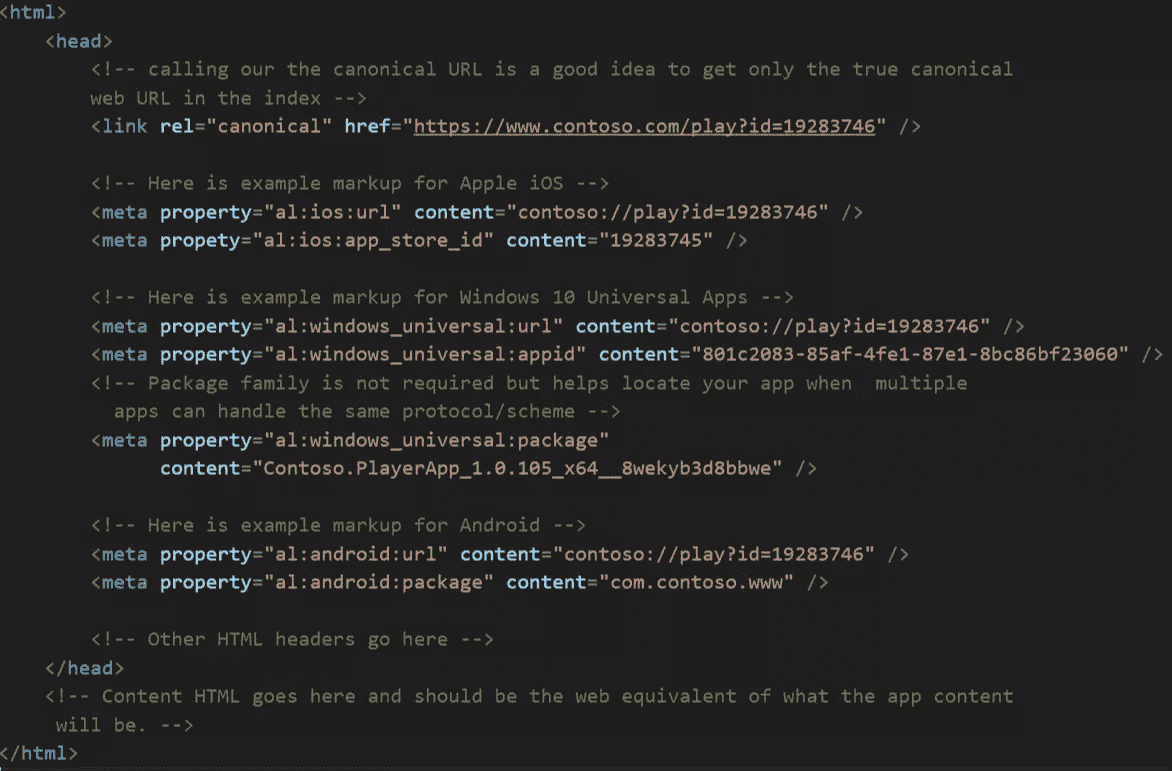 <html>
<head>
<!-- calling our the canonical URL is a good idea to get only the true canonical
web URL in the index -->
<link rel="canonical" href="https://www.contoso.com/play?id=19283746" />
<!-- Here is example markup for Apple iOS -->
<meta property="al:ios:url" content="contoso://play?id=19283746" />
<meta propety="al:ios:app_store_id" content="19283745" />
<!-- Here is example markup for Windows 10 Universal Apps -->
<meta property="al:windows_universal:url" content="contoso://play?id=19283746" />
<meta property="al:windows_universal:appid" content="801c2083-85af-4fe1-87e1-8bc86bf23060" />
<!-- Package family is not required but helps locate your app when  multiple
apps can handle the same protocol/scheme -->
<meta property="al:windows_universal:package"
content="Contoso.PlayerApp_1.0.105_x64__8wekyb3d8bbwe" />
<!-- Here is example markup for Android -->
<meta property="al:android:url" content="contoso://play?id=19283746" />
<meta property="al:android:package" content="com.contoso.www" />
<!-- Other HTML headers go here -->
</head>
<!-- Content HTML goes here and should be the web equivalent of what the app content
will be. -->
</html>